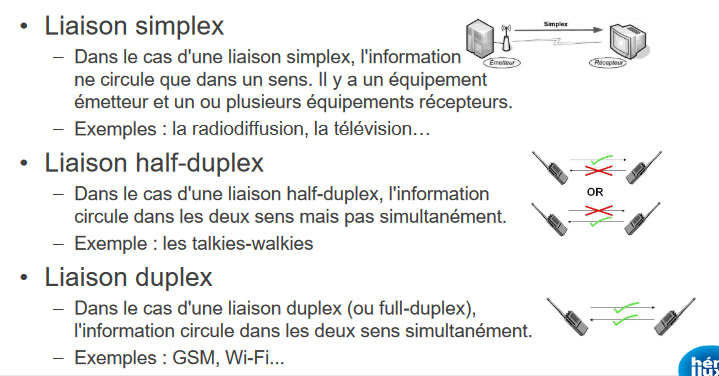 • Liaison simplex
Simplex
– Dans le cas d'une liaison simplex, l'information
ne circule que dans un sens. Il y a un équipement
Émetteur
Récepteur
émetteur et un ou plusieurs équipements récepteurs.
– Exemples : la radiodiffusion, la télévision…
• Liaison half-duplex
– Dans le cas d'une liaison half-duplex, l'information
OR
circule dans les deux sens mais pas simultanément.
– Exemple : les talkies-walkies
• Liaison duplex
– Dans le cas d'une liaison duplex (ou full-duplex),
l'information circule dans les deux sens simultanément.
– Exemples : GSM, Wi-Fi...